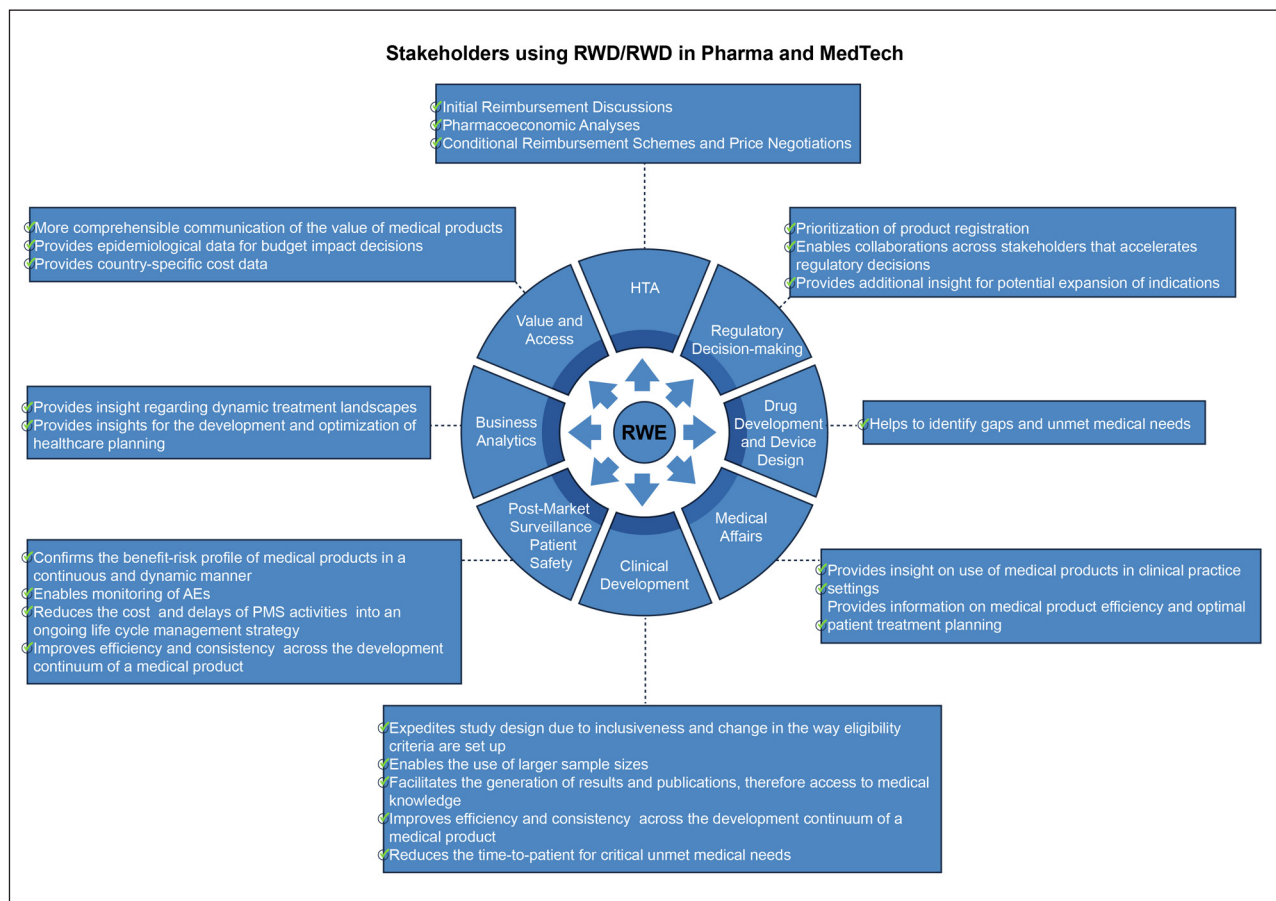 Stakeholders using RWD/RWD in Pharma and MedTech
Initial Reimbursement Discussions
Pharmacoeconomic Analyses
Conditional Reimbursement Schemes and Price Negotiations
More comprehensible communication of the value of medical products
Provides epidemiological data for budget impact decisions
Provides country-specific cost data
Prioritization of product registration
Enables collaborations across stakeholders that accelerates
regulatory decisions
Provides additional insight for potential expansion of indications
HTA
Value and
Access
Regulatory
Decision-making
Provides insight regarding dynamic treatment landscapes
Provides insights for the development and optimization of
healthcare planning
Business
Analytics
RWE
Drug
Development
and Device
Design
Helps to identify gaps and unmet medical needs
Post-Market
Surveillance
Patient
Safety
Clinical
Development
Medical
Affairs
Confirms the benefit-risk profile of medical products in a
continuous and dynamic manner
Enables monitoring of AEs
Reduces the cost and delays of PMS activities into an
ongoing life cycle management strategy
Improves efficiency and consistency across the development
continuum of a medical product
Provides insight on use of medical products in clinical practice
settings
Provides information on medical product efficiency and optimal
patient treatment planning
Expedites study design due to inclusiveness and change in the way eligibility
criteria are set up
Enables the use of larger sample sizes
Facilitates the generation of results and publications, therefore access to medical
knowledge
Improves efficiency and consistency across the development continuum of a
medical product
Reduces the time-to-patient for critical unmet medical needs